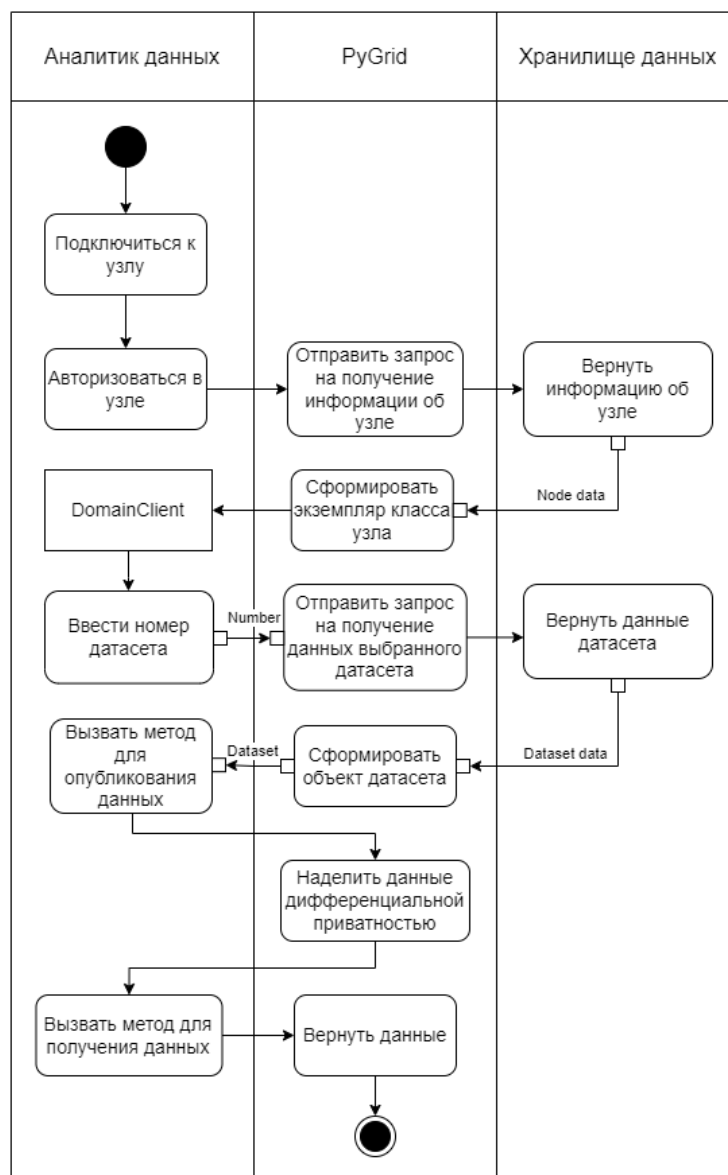 Аналитик данных
PyGrid
Хранилище данных
Подключиться к
узлу
Авторизоваться в
узле
Отправить запрос
на получение
информации об
узле
Вернуть
информацию об
узле
Node data
Сформировать
экземпляр класса
узла
DomainClient
Ввести номер
датасета
Number
Отправить запрос
на получение
данных выбранного
датасета
Вернуть данные
датасета
Dataset data
Сформировать
объект датасета
Dataset
Вызвать метод
для
опубликования
данных
Наделить данные
дифференциальной
приватностью
Вызвать метод для
получения данных
Вернуть данные